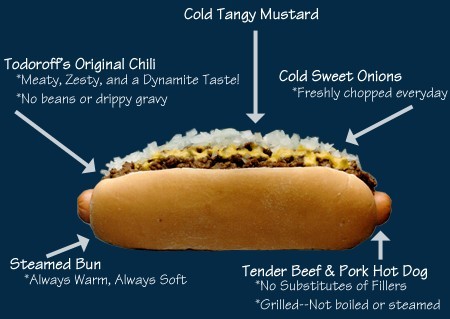 Cold Tangy Mustard
Todoroff's Original Chili
*Meaty, Zesty, and a Dynamite Taste!
*No beans or drippy gravy
Cold Sweet Onions
*Freshly chopped everyday
Steamed Bun
*Always Warm, Always Soft
Tender Beef & Pork Hot Dog
*No Substitutes of Fillers
*Grilled--Not boiled or steamed